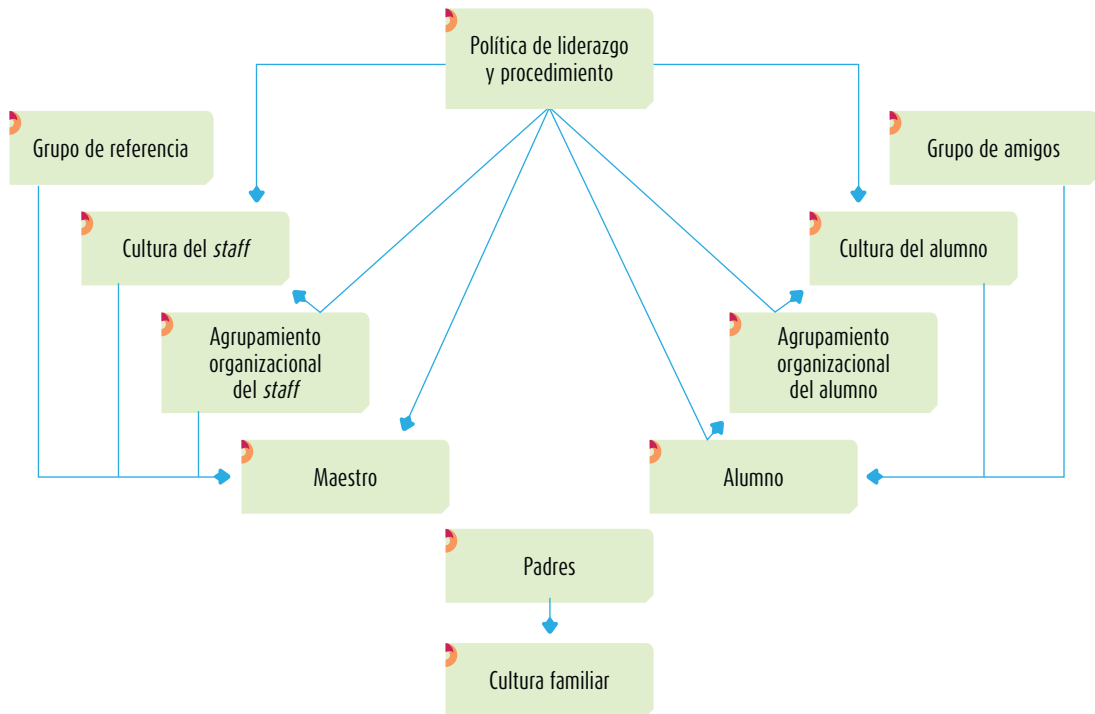 Política de liderazgo
y procedimiento
Grupo de referencia
Grupo de amigos
Cultura del staff
Cultura del alumno
Agrupamiento
organizacional
del staff
Agrupamiento
organizacional
del alumno
Maestro
Alumno
Padres
Cultura familiar